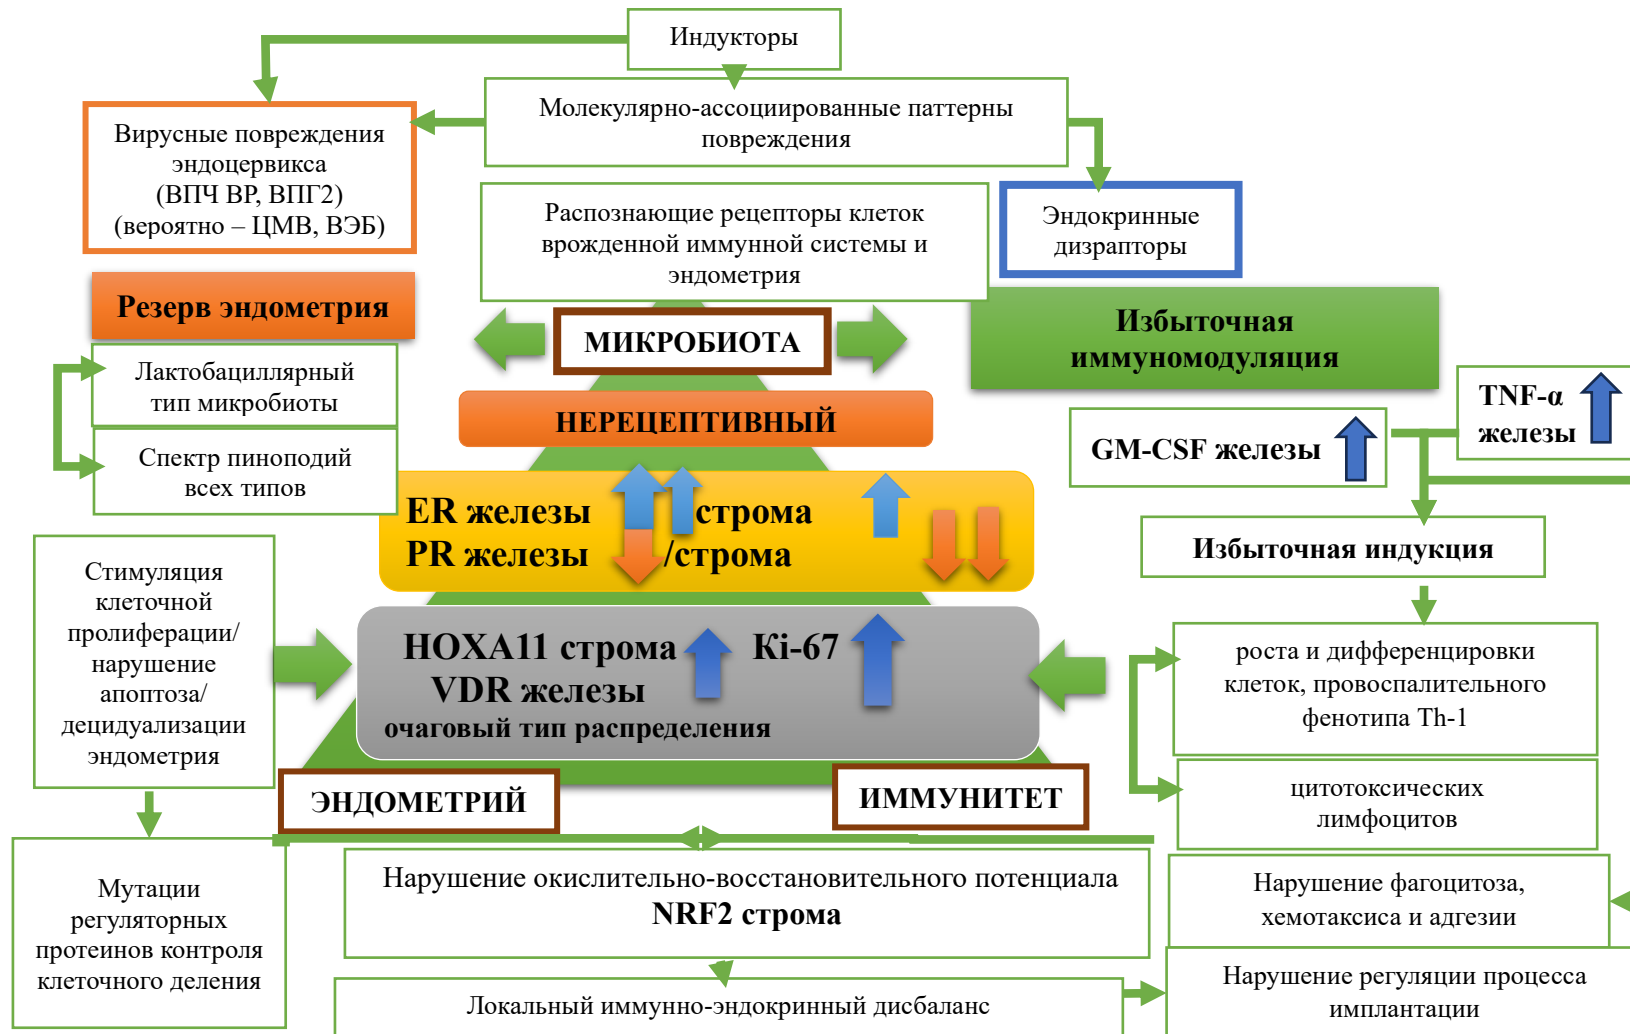 Индукторы
Молекулярно-ассоциированные паттерны
повреждения
Вирусные повреждения
эндоцервикса
(ВПЧ ВР, ВПГ2)
(вероятно – ЦМВ, ВЭБ)
Распознающие рецепторы клеток
врожденной иммунной системы и
эндометрия
Эндокринные
дизрапторы
Резерв эндометрия
МИКРОБИОТА
Избыточная
иммуномодуляция
Лактобациллярный
тип микробиоты
Спектр пиноподий
всех типов
НЕРЕЦЕПТИВНЫЙ
GM-CSF железы
TNF-α
железы
ER железы строма
PR железы /строма
Избыточная индукция
Стимуляция
клеточной
пролиферации/
нарушение
апоптоза/
децидуализации
эндометрия
HOXA11 строма Ki-67
VDR железы
очаговый тип распределения
роста и дифференцировки
клеток, провоспалительного
фенотипа Th-1
цитотоксических
лимфоцитов
ЭНДОМЕТРИЙ
ИММУНИТЕТ
Мутации
регуляторных
протеинов контроля
клеточного деления
Нарушение окислительно-восстановительного потенциала
NRF2 строма
Нарушение фагоцитоза,
хемотаксиса и адгезии
Локальный иммунно-эндокринный дисбаланс
Нарушение регуляции процесса
имплантации